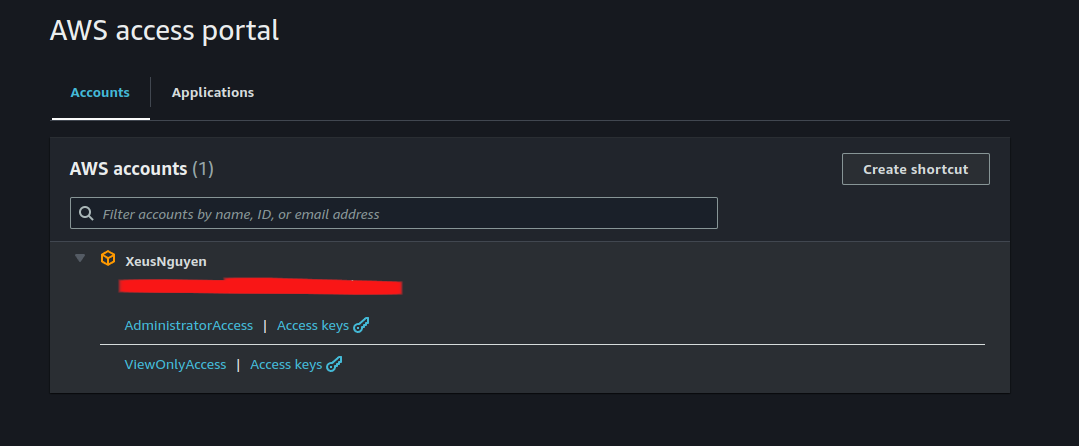 AWS access portal
Accounts
Applications
AWS accounts (1)
Create shortcut
Filter accounts by name, ID, or email address
XeusNguyen
AdministratorAccess | Access keys
ViewOnlyAccess | Access keys